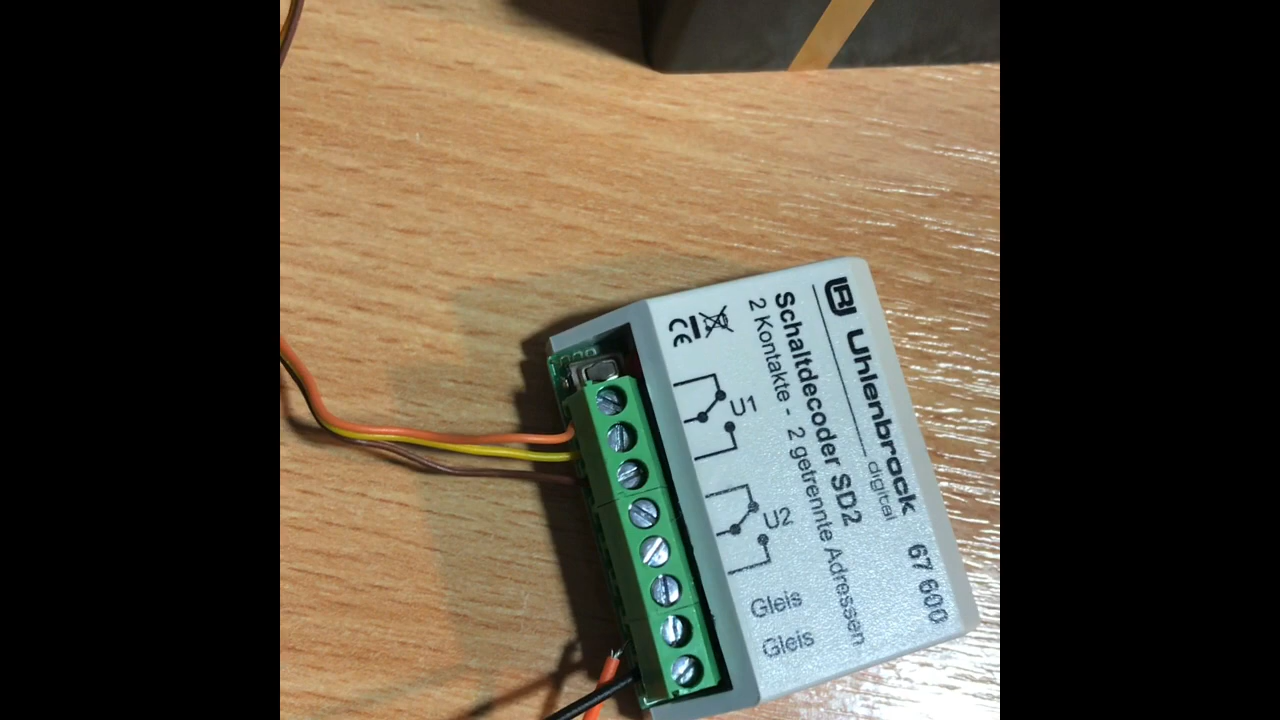 Uhlenbrock
digital
67 600
Schaltdecoder SD2
2 Kontakte - 2 getrennte Adressen
CE
U1
U2
Gleis
Gleis